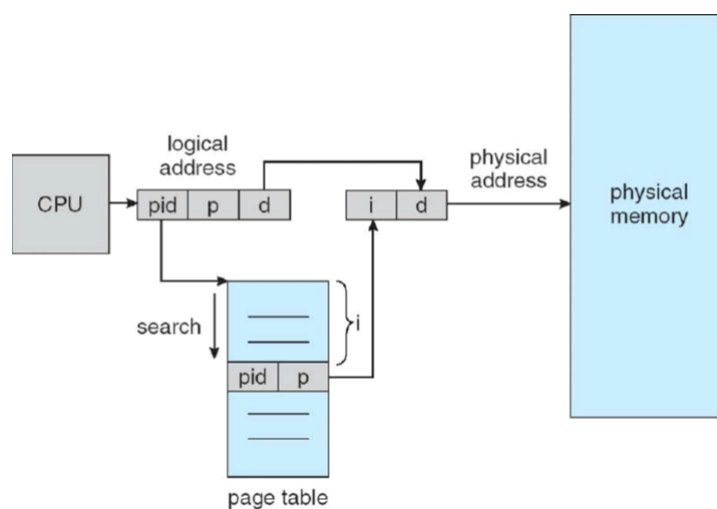 logical
address
physical
address
CPU
pid p d
i d
physical
memory
search
i
pid p
page table